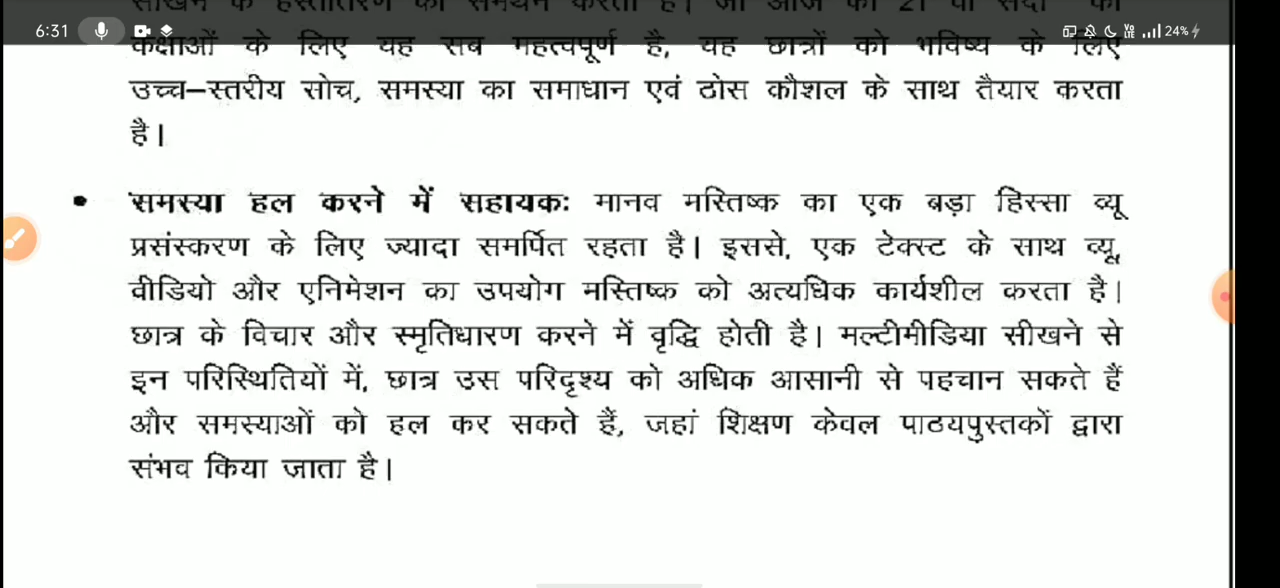 6:31
24%
कक्षाओं के लिए यह सब महत्वपूर्ण है, यह छात्रों को भविष्य के लिए
उच्च–स्तरीय सोच, समस्या का समाधान एवं ठोस कौशल के साथ तैयार करता
है।
• समस्या हल करने में सहायकः मानव मस्तिष्क का एक बड़ा हिस्सा व्यू
प्रसंस्करण के लिए ज्यादा समर्पित रहता है। इससे, एक टेक्स्ट के साथ व्यू,
वीडियो और एनिमेशन का उपयोग मस्तिष्क को अत्यधिक कार्यशील करता है।
छात्र के विचार और स्मृतिधारण करने में वृद्धि होती है। मल्टीमीडिया सीखने से
इन परिस्थितियों में, छात्र उस परिदृश्य को अधिक आसानी से पहचान सकते हैं
और समस्याओं को हल कर सकते हैं, जहां शिक्षण केवल पाठयपुस्तकों द्वारा
संभव किया जाता है।